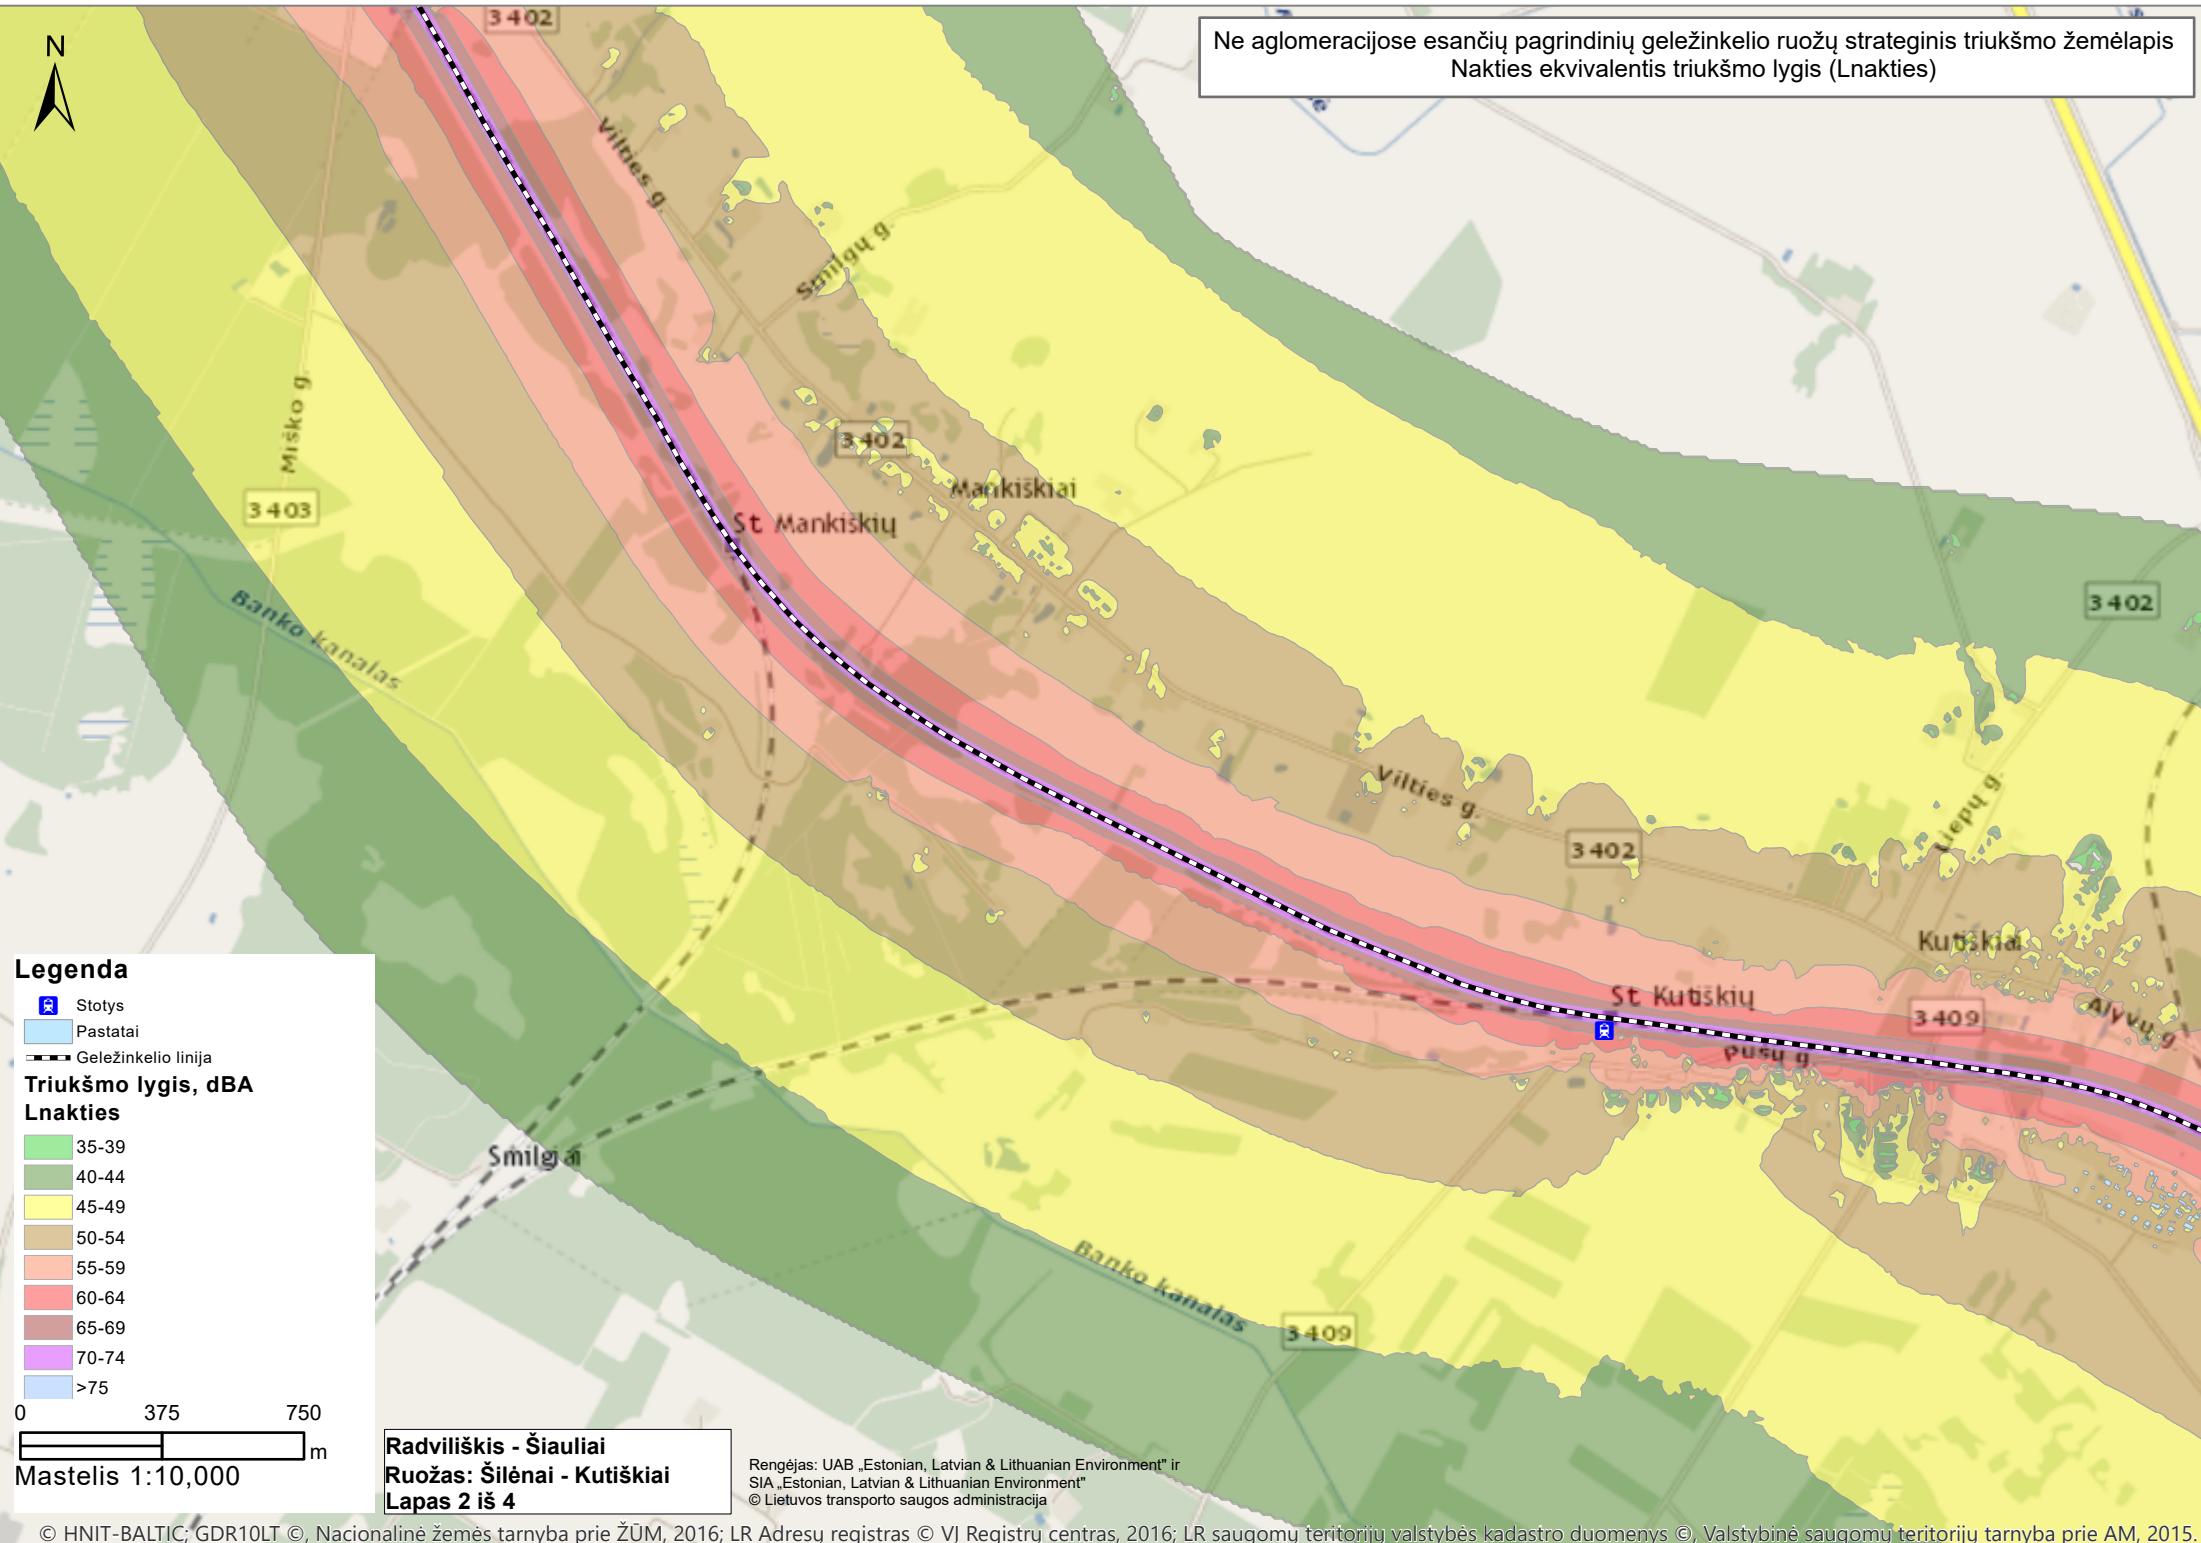 Ne aglomeracijose esančių pagrindinių geležinkelio ruožų strateginis triukšmo žemėlapis
Nakties ekvivalentis triukšmo lygis (Lnakties)
N
3402
Vilties g.
Smilgų g.
Miško g.
3402
3403
Mankiškiai
St Mankiškių
Banko kanalas
3402
Vilties g.
3402
Liepų g.
Kutiškiai
St Kutiškių
3409
Alyvų g.
Pušų g.
Smilgiai
Banko kanalas
3409
Legenda
Stotys
Pastatai
Geležinkelio linija
Triukšmo lygis, dBA
Lnakties
35-39
40-44
45-49
50-54
55-59
60-64
65-69
70-74
>75
0 375 750
m
Mastelis 1:10,000
Radviliškis - Šiauliai
Ruožas: Šilėnai - Kutiškiai
Lapas 2 iš 4
Rengėjas: UAB „Estonian, Latvian & Lithuanian Environment" ir
SIA „Estonian, Latvian & Lithuanian Environment"
© Lietuvos transporto saugos administracija
© HNIT-BALTIC; GDR10LT ©, Nacionalinė žemės tarnyba prie ŽŪM, 2016; LR Adresų registras © VĮ Registrų centras, 2016; LR saugomų teritorijų valstybės kadastro duomenys ©, Valstybinė saugomų teritorijų tarnyba prie AM, 2015.